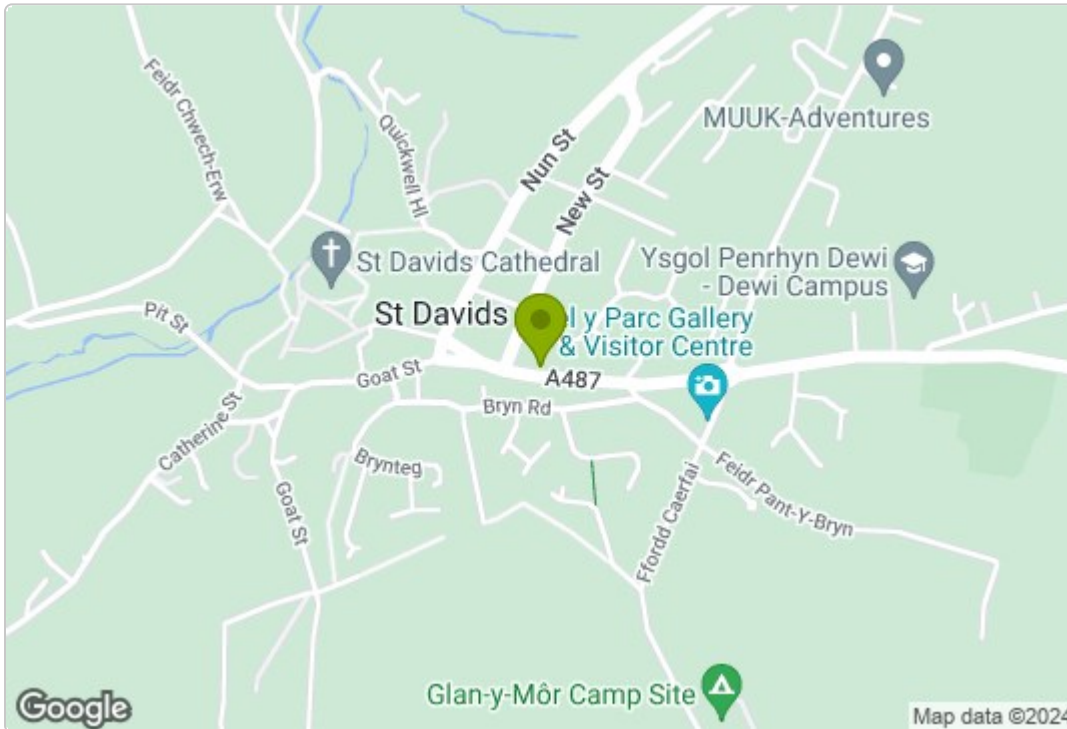 Feidr Chwech-Erw
Quickwell Hl
Nun St
New St
MUUK-Adventures
St Davids Cathedral
Ysgol Penrhyn Dewi
- Dewi Campus
St Davids
el y Parc Gallery
& Visitor Centre
Pit St
Goat St
A487
Bryn Rd
Catherine St
Brynteg
Goat St
Feidr Pant-Y-Bryn
Ffordd Caerfai
Glan-y-Môr Camp Site
Google
Map data ©2024